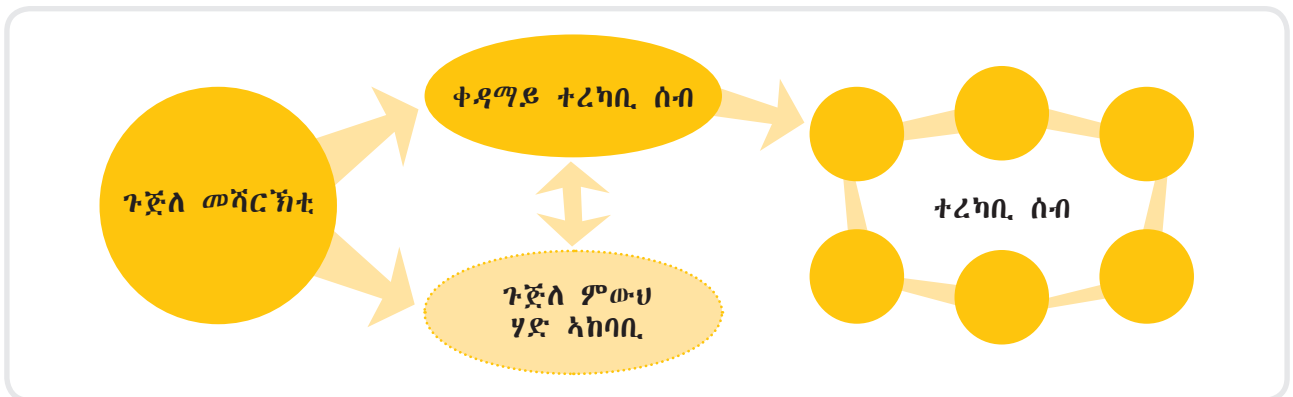 ጉጅለ መሻርኽቲ
ቀዳማይ ተረካቢ ሰብ
ጉጅለ ምውህ
ሃድ ኣከባቢ
ተረካቢ ሰብ